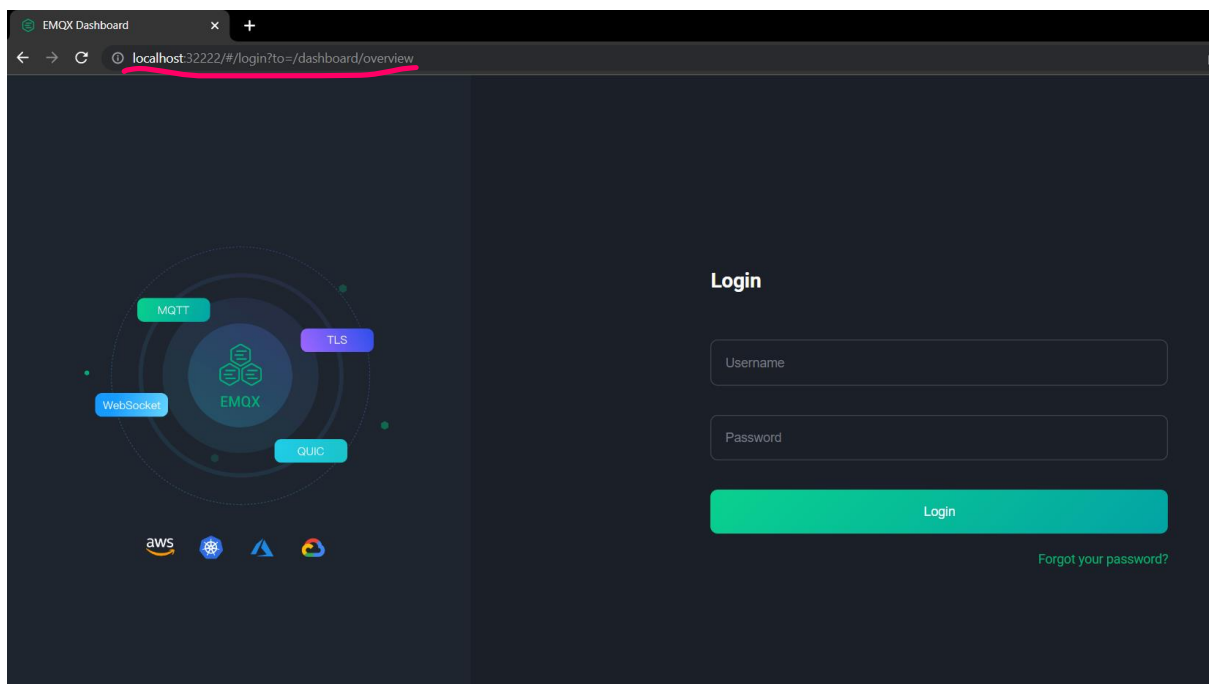 EMQX Dashboard
localhost:32222/#/login?to=/dashboard/overview
MQTT
TLS
WebSocket
EMQX
QUIC
aws
Login
Username
Password
Login
Forgot your password?